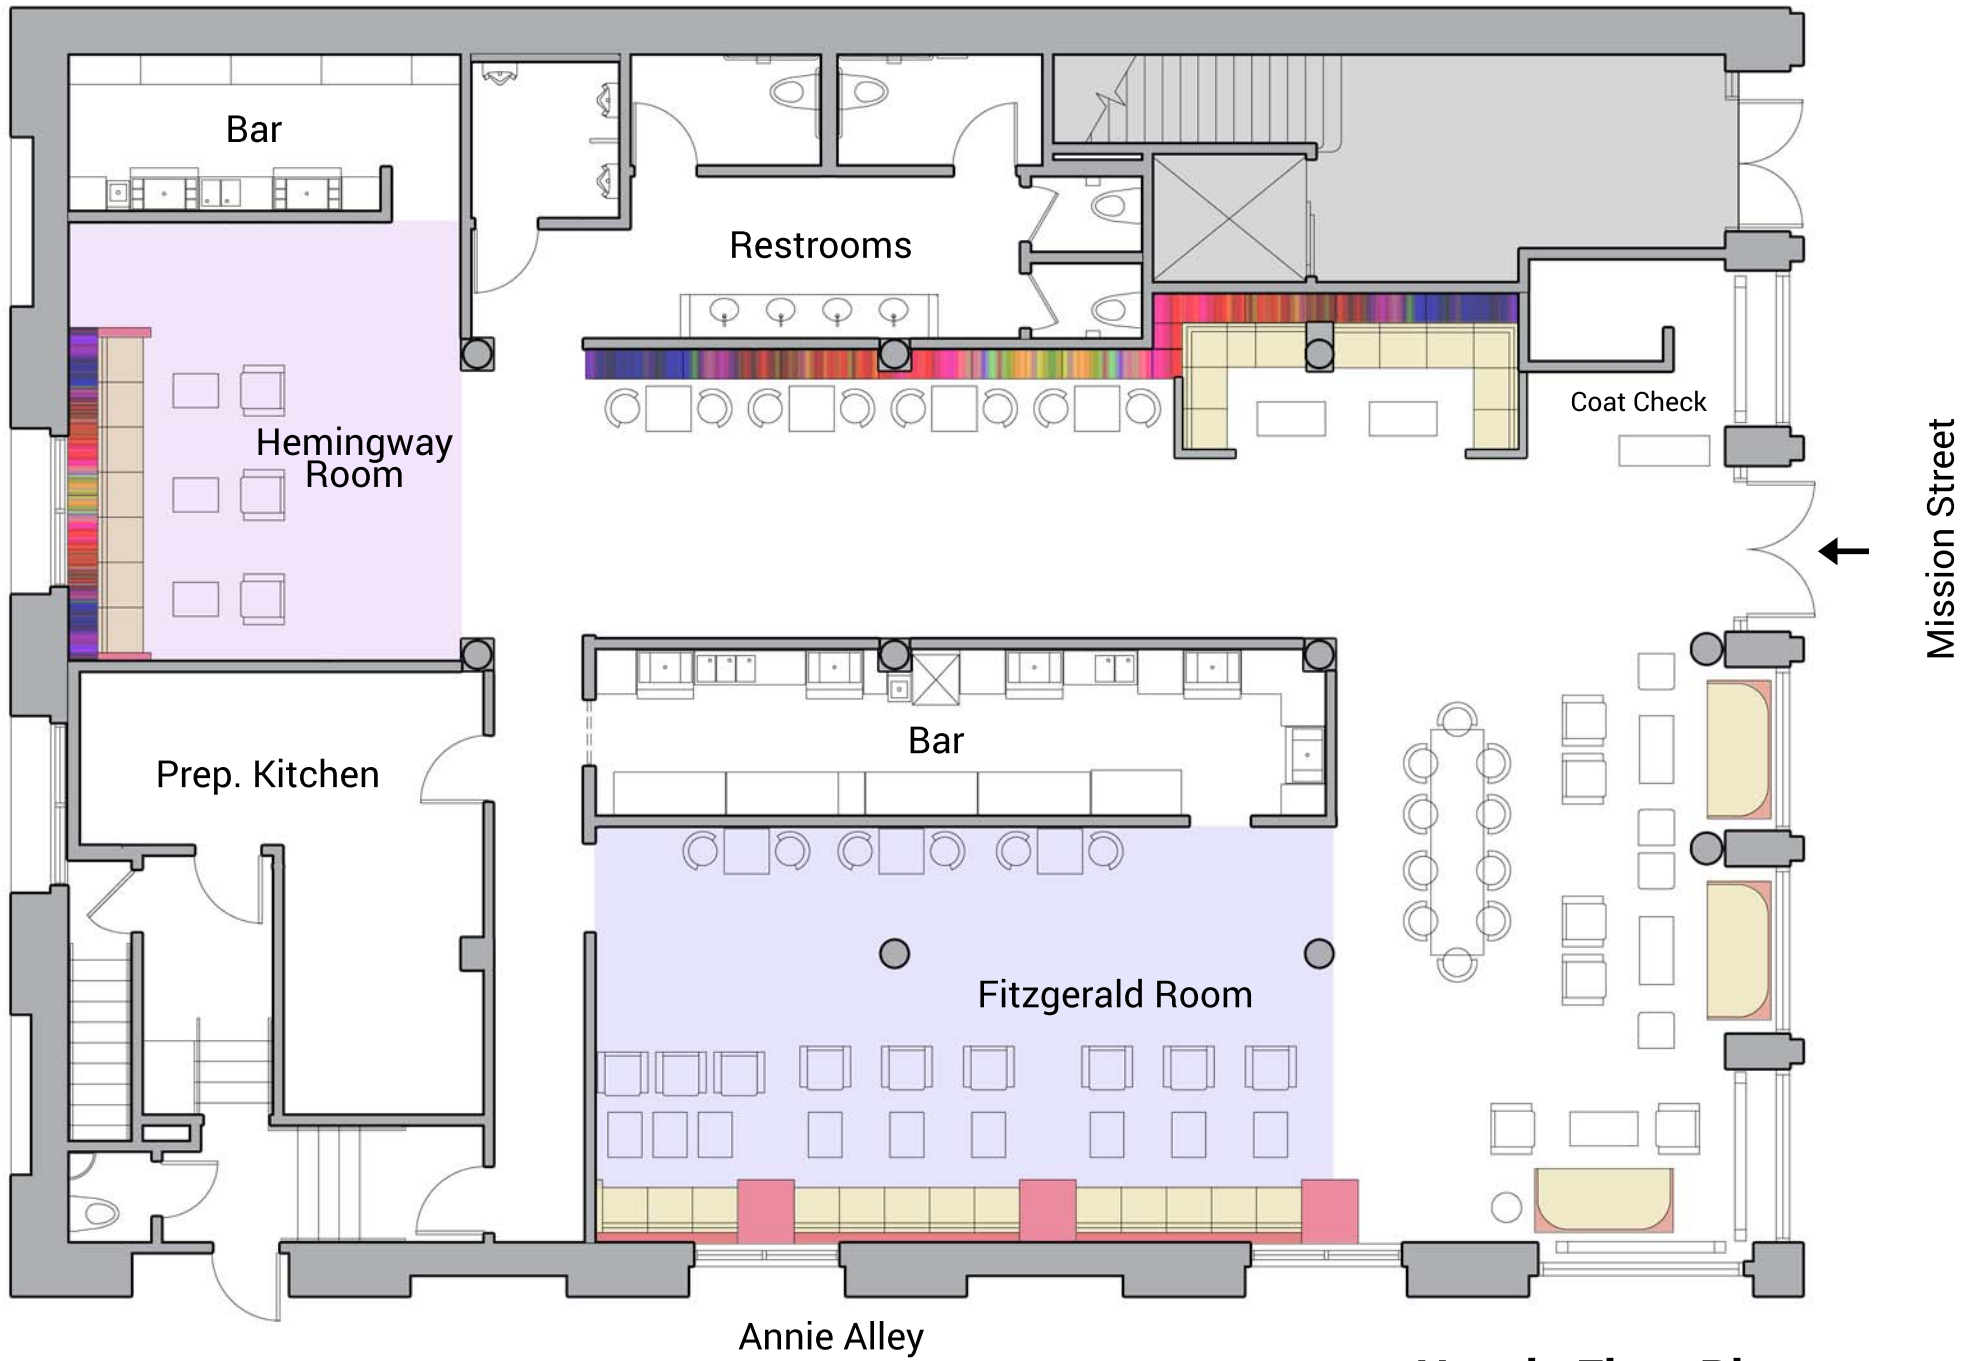 Bar
Restrooms
Hemingway
Room
Coat Check
Mission Street
Bar
Prep. Kitchen
Fitzgerald Room
Annie Alley